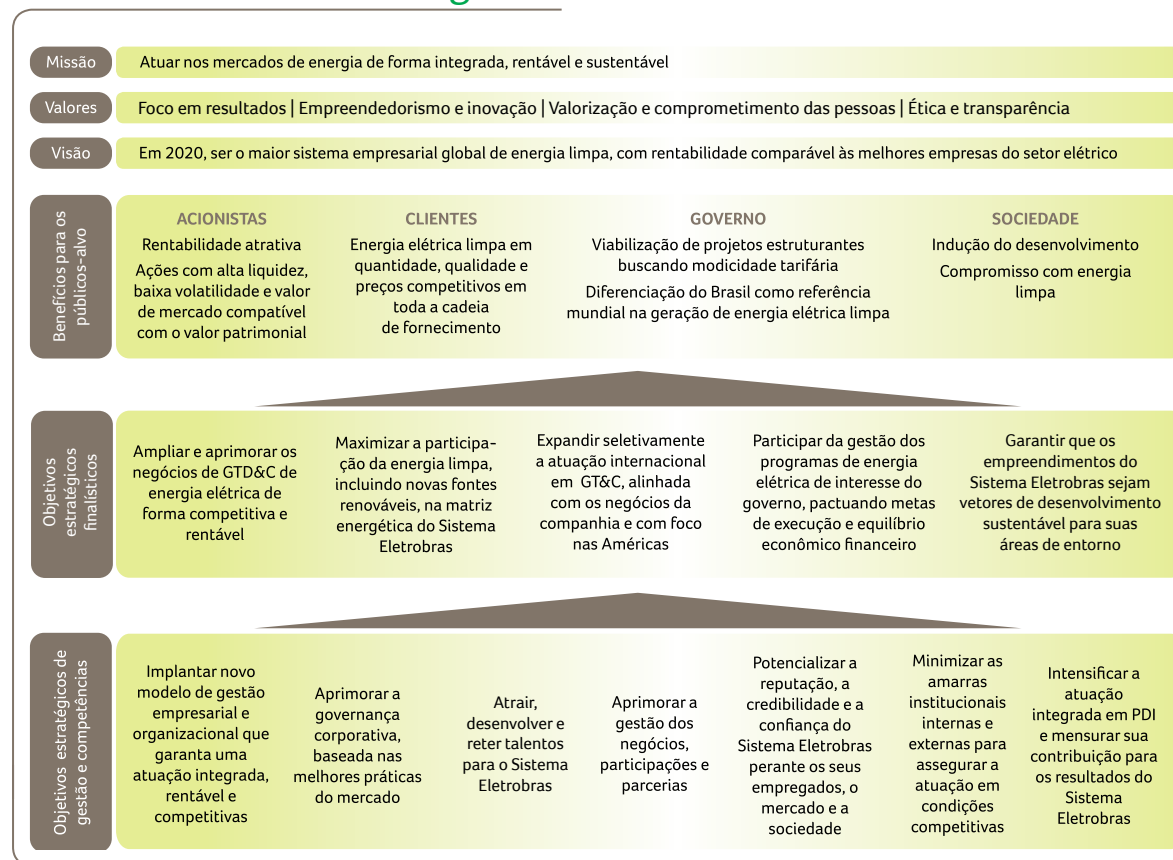 Missão
Atuar nos mercados de energia de forma integrada, rentável e sustentável
Valores
Foco em resultados | Empreendedorismo e inovação | Valorização e comprometimento das pessoas | Ética e transparência
Visão
Em 2020, ser o maior sistema empresarial global de energia limpa, com rentabilidade comparável às melhores empresas do setor elétrico
Benefícios para os
públicos-alvo
ACIONISTAS
Rentabilidade atrativa
Ações com alta liquidez,
baixa volatilidade e valor
de mercado compatível
com o valor patrimonial
CLIENTES
Energia elétrica limpa em
quantidade, qualidade e
preços competitivos em
toda a cadeia
de fornecimento
GOVERNO
Viabilização de projetos estruturantes
buscando modicidade tarifária
Diferenciação do Brasil como referência
mundial na geração de energia elétrica limpa
SOCIEDADE
Indução do desenvolvimento
Compromisso com energia
limpa
Objetivos
estratégicos
finalísticos
Ampliar e aprimorar os
negócios de GTD&C de
energia elétrica de
forma competitiva e
rentável
Maximizar a participa-
ção da energia limpa,
incluindo novas fontes
renováveis, na matriz
energética do Sistema
Eletrobras
Expandir seletivamente
a atuação internacional
em GT&C, alinhada
com os negócios da
companhia e com foco
nas Américas
Participar da gestão dos
programas de energia
elétrica de interesse do
governo, pactuando metas
de execução e equilíbrio
econômico financeiro
Garantir que os
empreendimentos do
Sistema Eletrobras sejam
vetores de desenvolvimento
sustentável para suas
áreas de entorno
Objetivos estratégicos de
gestão e competências
Implantar novo
modelo de gestão
empresarial e
organizacional que
garanta uma
atuação integrada,
rentável e
competitivas
Aprimorar a
governança
corporativa,
baseada nas
melhores práticas
do mercado
Atrair,
desenvolver e
reter talentos
para o Sistema
Eletrobras
Aprimorar a
gestão dos
negócios,
participações e
parcerias
Potencializar a
reputação, a
credibilidade e a
confiança do
Sistema Eletrobras
perante os seus
empregados, o
mercado e a
sociedade
Minimizar as
amarras
institucionais
internas e
externas para
assegurar a
atuação em
condições
competitivas
Intensificar a
atuação
integrada em PDI
e mensurar sua
contribuição para
os resultados do
Sistema
Eletrobras